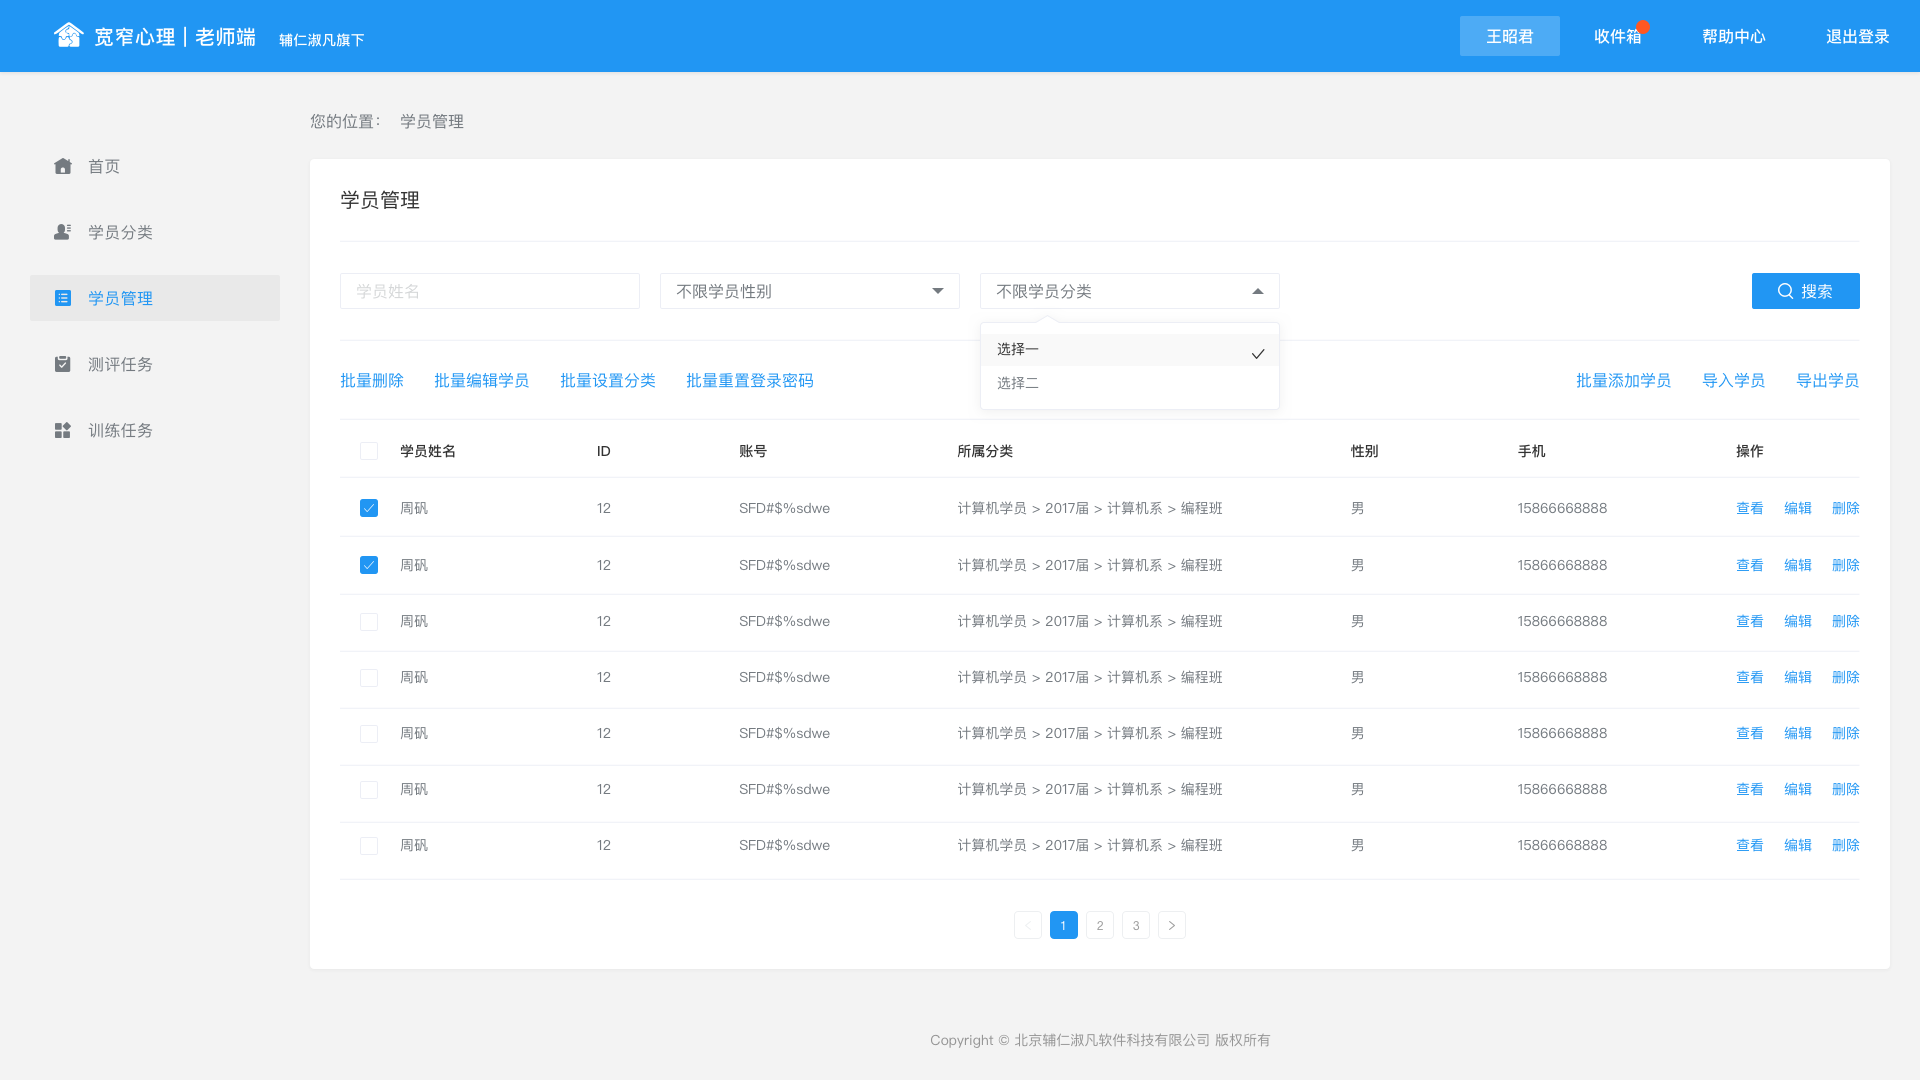 宽窄心理｜老师端 辅仁淑凡旗下 王昭君 收件箱 帮助中心 退出登录
您的位置： 学员管理
首页
学员分类
学员管理
测评任务
训练任务
学员管理
学员姓名 不限学员性别 不限学员分类 搜索
选择一
选择二
批量删除 批量编辑学员 批量设置分类 批量重置登录密码 批量添加学员 导入学员 导出学员
学员姓名 ID 账号 所属分类 性别 手机 操作
周矾 12 SFD#$%sdwe 计算机学员 > 2017届 > 计算机系 > 编程班 男 15866668888 查看 编辑 删除
周矾 12 SFD#$%sdwe 计算机学员 > 2017届 > 计算机系 > 编程班 男 15866668888 查看 编辑 删除
周矾 12 SFD#$%sdwe 计算机学员 > 2017届 > 计算机系 > 编程班 男 15866668888 查看 编辑 删除
周矾 12 SFD#$%sdwe 计算机学员 > 2017届 > 计算机系 > 编程班 男 15866668888 查看 编辑 删除
周矾 12 SFD#$%sdwe 计算机学员 > 2017届 > 计算机系 > 编程班 男 15866668888 查看 编辑 删除
周矾 12 SFD#$%sdwe 计算机学员 > 2017届 > 计算机系 > 编程班 男 15866668888 查看 编辑 删除
周矾 12 SFD#$%sdwe 计算机学员 > 2017届 > 计算机系 > 编程班 男 15866668888 查看 编辑 删除
< 1 2 3 >
Copyright © 北京辅仁淑凡软件科技有限公司 版权所有